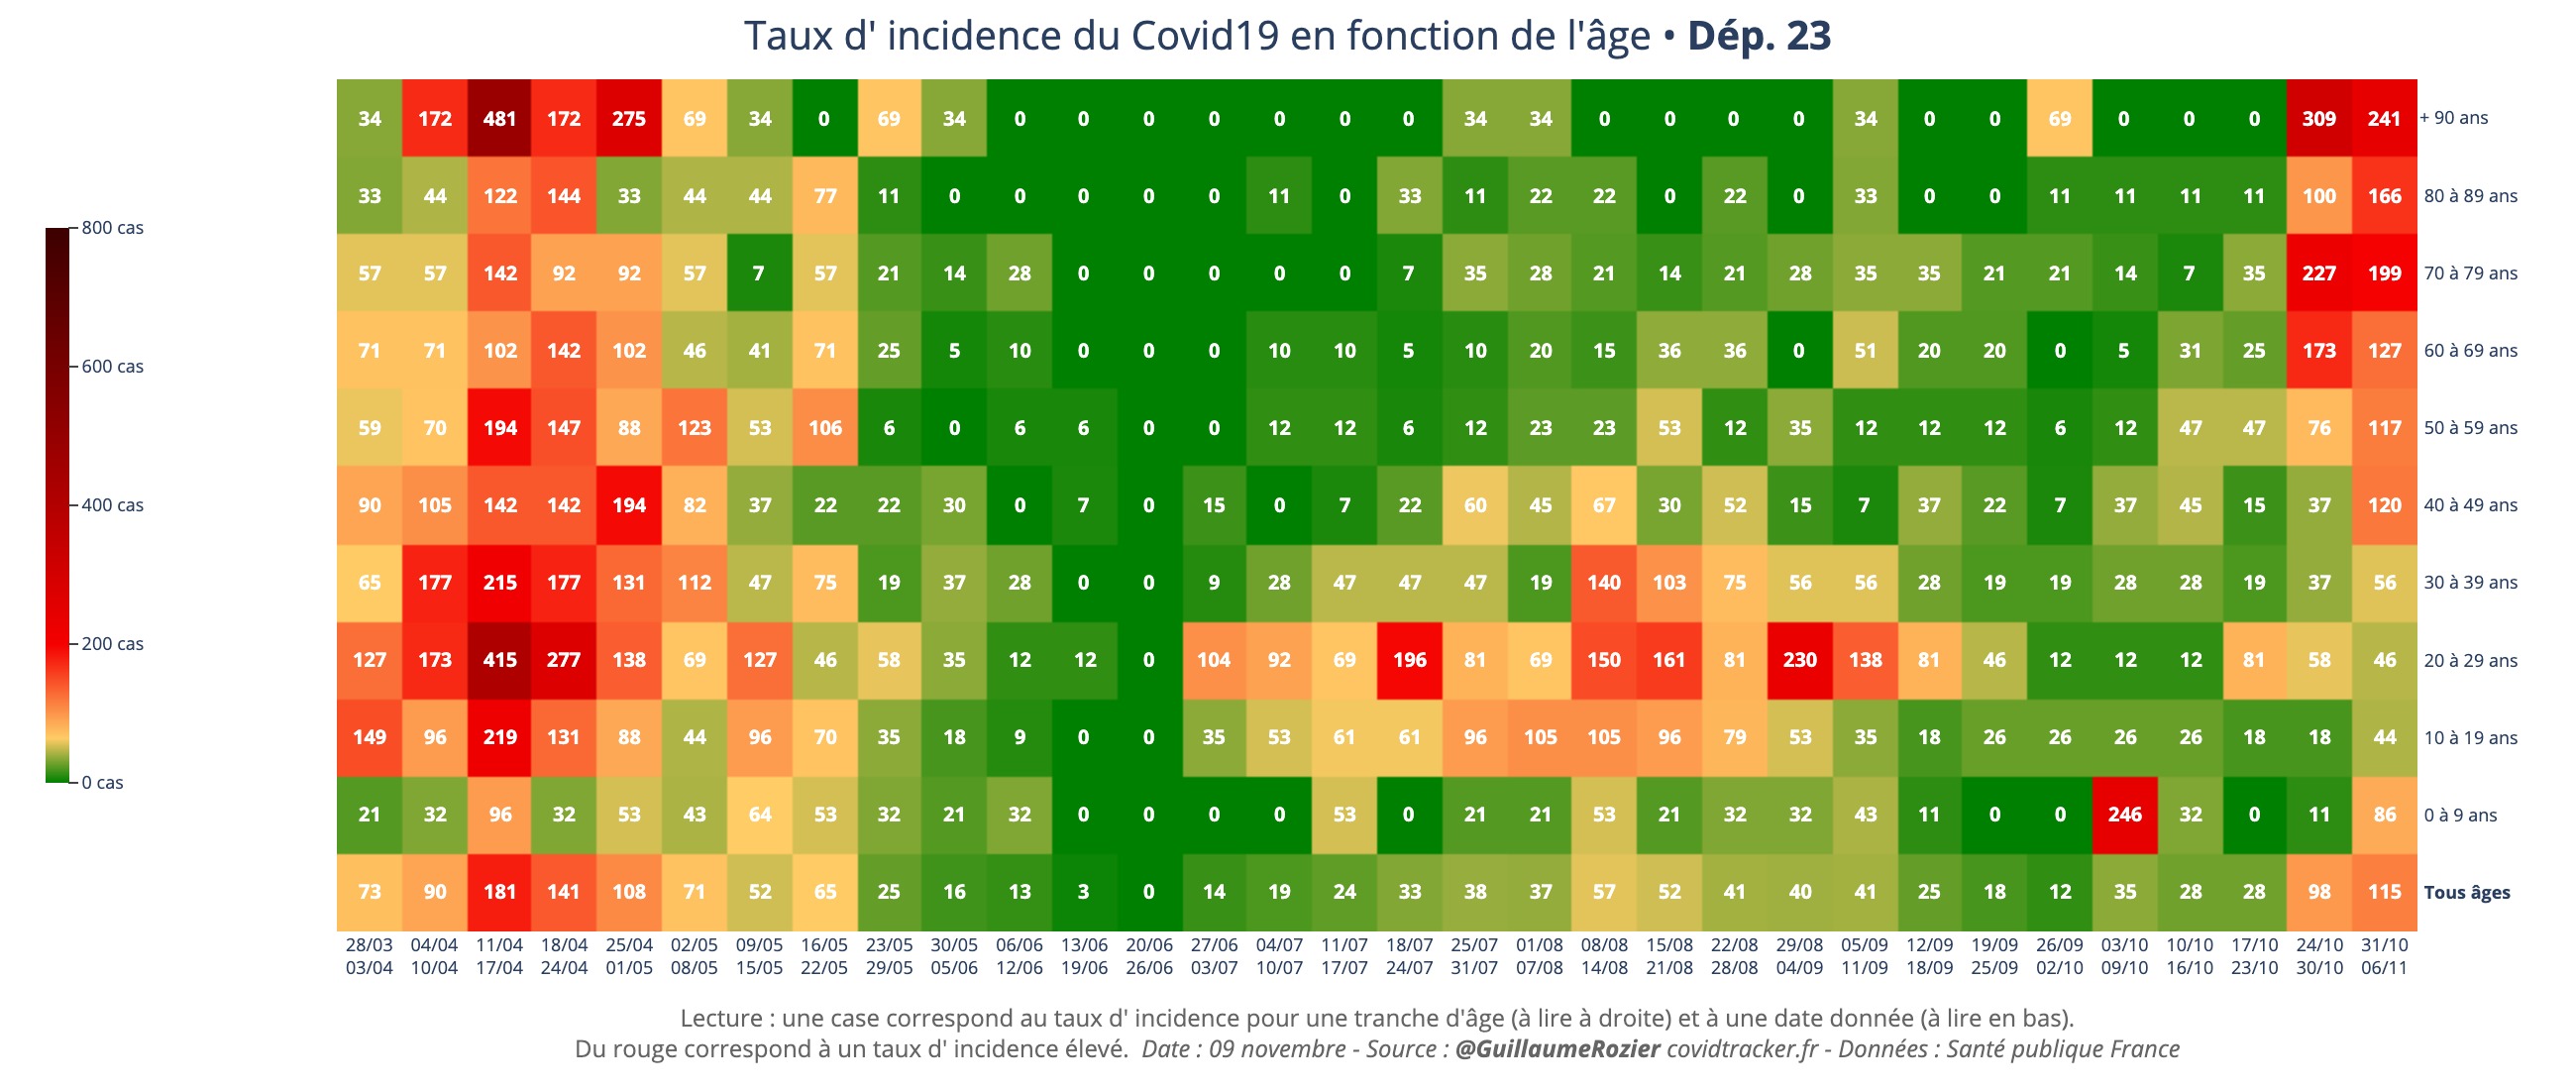 Taux d' incidence du Covid19 en fonction de l'âge • Dép. 23
800 cas
600 cas
400 cas
200 cas
0 cas
34 172 481 172 275 69 34 0 69 34 0 0 0 0 0 0 0 34 34 0 0 0 0 34 0 0 69 0 0 0 309 241 + 90 ans
33 44 122 144 33 44 44 77 11 0 0 0 0 0 11 0 33 11 22 22 0 22 0 33 0 0 11 11 11 11 100 166 80 à 89 ans
57 57 142 92 92 57 7 57 21 14 28 0 0 0 0 0 7 35 28 21 14 21 28 35 35 21 21 14 7 35 227 199 70 à 79 ans
71 71 102 142 102 46 41 71 25 5 10 0 0 0 10 10 5 10 20 15 36 36 0 51 20 20 0 5 31 25 173 127 60 à 69 ans
59 70 194 147 88 123 53 106 6 0 6 6 0 0 12 12 6 12 23 23 53 12 35 12 12 12 6 12 47 47 76 117 50 à 59 ans
90 105 142 142 194 82 37 22 22 30 0 7 0 15 0 7 22 60 45 67 30 52 15 7 37 22 7 37 45 15 37 120 40 à 49 ans
65 177 215 177 131 112 47 75 19 37 28 0 0 9 28 47 47 47 19 140 103 75 56 56 28 19 19 28 28 19 37 56 30 à 39 ans
127 173 415 277 138 69 127 46 58 35 12 12 0 104 92 69 196 81 69 150 161 81 230 138 81 46 12 12 12 81 58 46 20 à 29 ans
149 96 219 131 88 44 96 70 35 18 9 0 0 35 53 61 61 96 105 105 96 79 53 35 18 26 26 26 26 18 18 44 10 à 19 ans
21 32 96 32 53 43 64 53 32 21 32 0 0 0 0 53 0 21 21 53 21 32 32 43 11 0 0 246 32 0 11 86 0 à 9 ans
73 90 181 141 108 71 52 65 25 16 13 3 0 14 19 24 33 38 37 57 52 41 40 41 25 18 12 35 28 28 98 115 Tous âges
28/03 04/04 11/04 18/04 25/04 02/05 09/05 16/05 23/05 30/05 06/06 13/06 20/06 27/06 04/07 11/07 18/07 25/07 01/08 08/08 15/08 22/08 29/08 05/09 12/09 19/09 26/09 03/10 10/10 17/10 24/10 31/10
03/04 10/04 17/04 24/04 01/05 08/05 15/05 22/05 29/05 05/06 12/06 19/06 26/06 03/07 10/07 17/07 24/07 31/07 07/08 14/08 21/08 28/08 04/09 11/09 18/09 25/09 02/10 09/10 16/10 23/10 30/10 06/11
Lecture : une case correspond au taux d' incidence pour une tranche d'âge (à lire à droite) et à une date donnée (à lire en bas).
Du rouge correspond à un taux d' incidence élevé. Date : 09 novembre - Source : @GuillaumeRozier covidtracker.fr - Données : Santé publique France